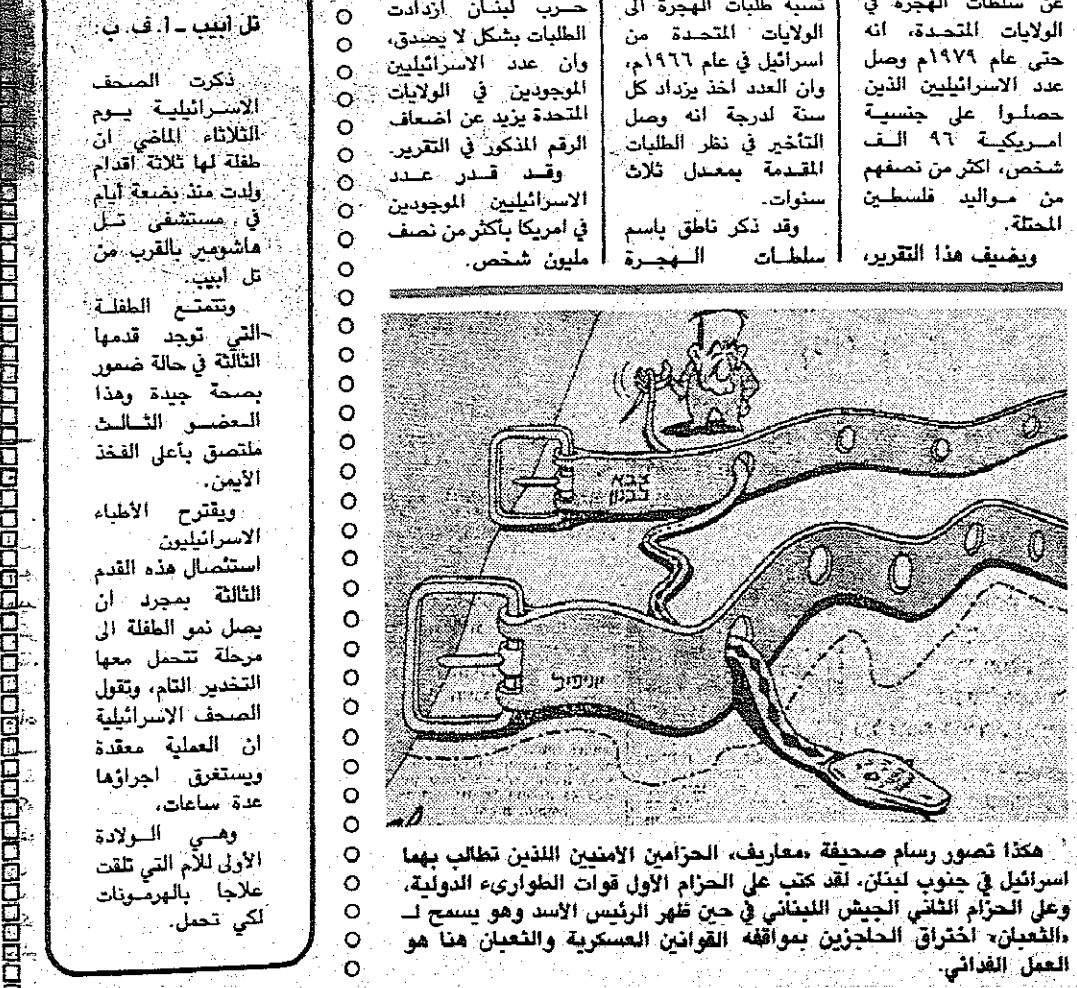 عن سلطات الهجرة في
الولايات المتحدة، انه
حتى عام ١٩٧٩م وصل
عدد الاسرائيليين الذين
حصلوا على جنسية
امريكية ٩٦ الف
شخص، اكثر من نصفهم
من مواليد فلسطين
المحتلة.
ويضيف هذا التقرير،
نسبة طلبات الهجرة الى
الولايات المتحدة من
اسرائيل في عام ١٩٦٦م،
وان العدد اخذ يزداد كل
سنة لدرجة انه وصل
التأخير في نظر الطلبات
المقدمة بمعدل ثلاث
سنوات.
وقد ذكر ناطق باسم
سلطات الهجرة
حرب لبنان ازدادت
الطلبات بشكل لا يصدق،
وان عدد الاسرائيليين
الموجودين في الولايات
المتحدة يزيد عن اضعاف
الرقم المذكور في التقرير.
وقد قدر عدد
الاسرائيليين الموجودين
في امريكا بأكثر من نصف
مليون شخص.
צבא
לבנון
יוניפיל
هكذا تصور رسام صحيفة «معاريف» الحزامين الأمنيين اللذين تطالب بهما
اسرائيل في جنوب لبنان. لقد كتب على الحزام الأول قوات الطوارىء الدولية،
وعلى الحزام الثاني الجيش اللبناني في حين ظهر الرئيس الأسد وهو يسمح لـ
«الثعبان» اختراق الحاجزين بمواقفه القوانين العسكرية والثعبان هنا هو
العمل الفدائي.
تل ابيب ـ ا. ف. ب.
ذكرت الصحف
الاسرائيلية يوم
الثلاثاء الماضي ان
طفلة لها ثلاثة اقدام
ولدت منذ بضعة أيام
في مستشفى تل
هاشومير بالقرب من
تل ابيب.
وتتمتع الطفلة
التي توجد قدمها
الثالثة في حالة ضمور
بصحة جيدة وهذا
العضو الثالث
ملتصق بأعلى الفخذ
الأيمن.
ويقترح الأطباء
الاسرائيليون
استئصال هذه القدم
الثالثة بمجرد ان
يصل نمو الطفلة الى
مرحلة تتحمل معها
التخدير التام، وتقول
الصحف الاسرائيلية
ان العملية معقدة
ويستغرق اجراؤها
عدة ساعات.
وهي الولادة
الأولى للأم التي تلقت
علاجا بالهرمونات
لكي تحمل.